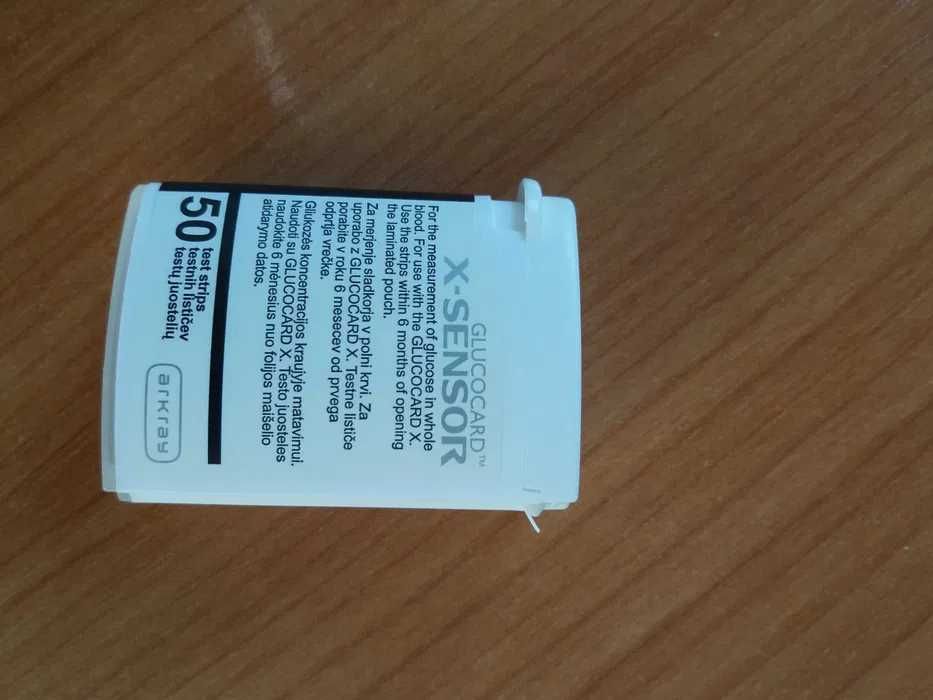 GLUCOCARD™
X-SENSOR
For the measurement of glucose in whole
blood. For use with the GLUCOCARD X.
Use the strips within 6 months of opening
the laminated pouch.
Za merjenje sladkorja v polni krvi. Za
uporabo z GLUCOCARD X. Testne lističe
porabite v roku 6 mesecev od prvega
odprtja vrečke.
Gliukozės koncentracijos kraujyje matavimui.
Naudoti su GLUCOCARD X. Testo juosteles
naudokite 6 mėnesius nuo folijos maišelio
atidarymo datos.
50 test strips
testnih lističev
testų juostelių
arkray